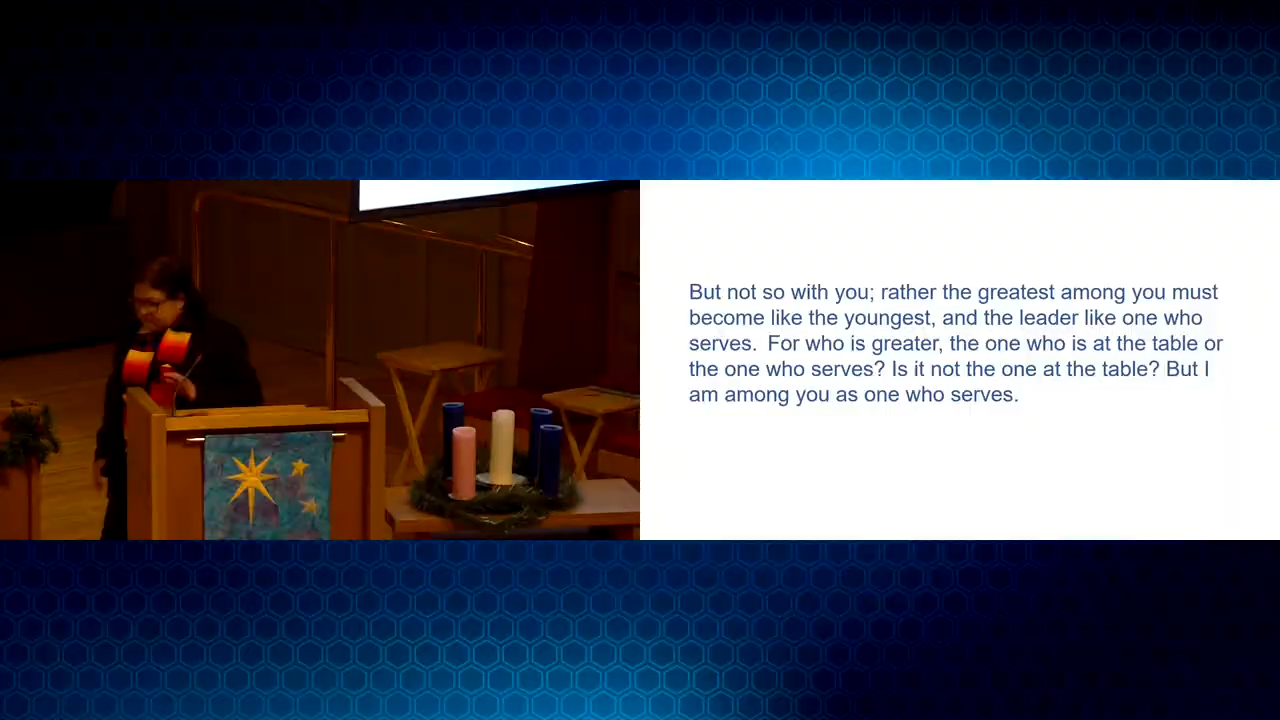 But not so with you; rather the greatest among you must
become like the youngest, and the leader like one who
serves.  For who is greater, the one who is at the table or
the one who serves? Is it not the one at the table? But I
am among you as one who serves.